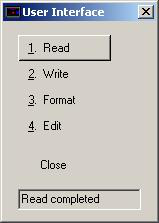 User Interface
1. Read
2. Write
3. Format
4. Edit
Close
Read completed